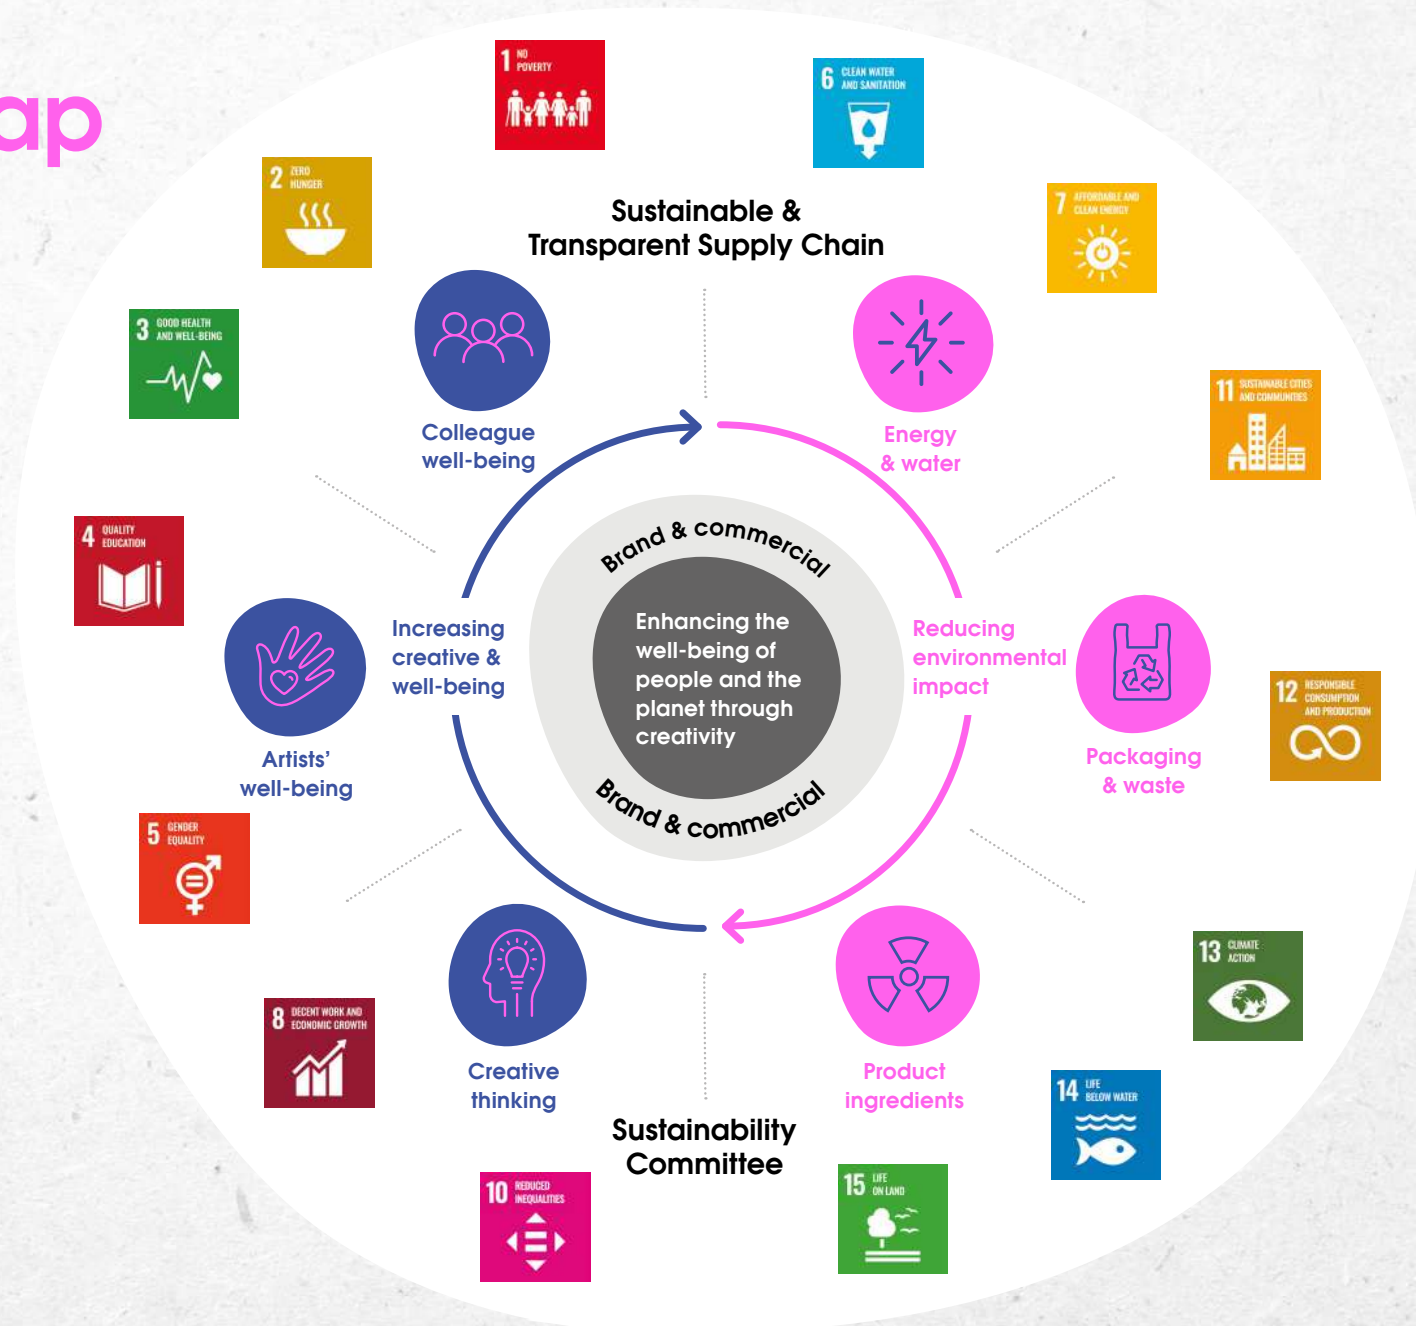 ap
1 NO
POVERTY
6 CLEAN WATER
AND SANITATION
2 ZERO
HUNGER
7 AFFORDABLE AND
CLEAN ENERGY
Sustainable &
Transparent Supply Chain
3 GOOD HEALTH
AND WELL-BEING
11 SUSTAINABLE CITIES
AND COMMUNITIES
Colleague
well-being
Energy
& water
4 QUALITY
EDUCATION
Brand & commercial
Increasing
creative &
well-being
Enhancing the
well-being of
people and the
planet through
creativity
Reducing
environmental
impact
12 RESPONSIBLE
CONSUMPTION
AND PRODUCTION
Artists’
well-being
Packaging
& waste
Brand & commercial
5 GENDER
EQUALITY
13 CLIMATE
ACTION
8 DECENT WORK AND
ECONOMIC GROWTH
Creative
thinking
Product
ingredients
14 LIFE
BELOW WATER
Sustainability
Committee
10 REDUCED
INEQUALITIES
15 LIFE
ON LAND